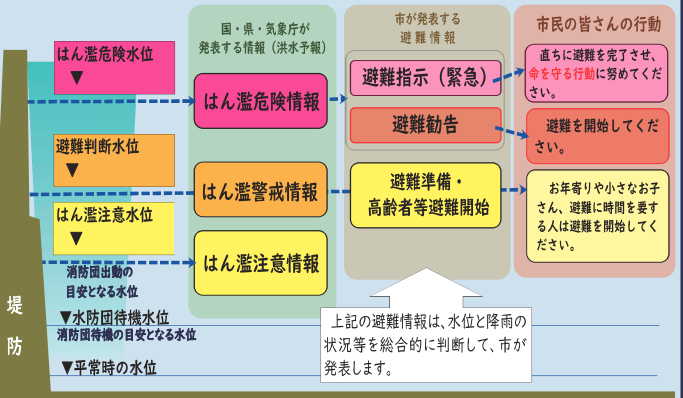 国・県・気象庁が
発表する情報（洪水予報）
市が発表する
避難情報
市民の皆さんの行動
はん濫危険水位
▼
はん濫危険情報
避難指示（緊急）
直ちに避難を完了させ、
命を守る行動に努めてくだ
さい。
避難勧告
避難を開始してくだ
さい。
避難判断水位
▼
はん濫警戒情報
避難準備・
高齢者等避難開始
お年寄りや小さなお子
さん、避難に時間を要す
る人は避難を開始してく
ださい。
はん濫注意水位
▼
はん濫注意情報
消防団出動の
目安となる水位
▼水防団待機水位
消防団待機の目安となる水位
▼平常時の水位
堤防
上記の避難情報は、水位と降雨の
状況等を総合的に判断して、市が
発表します。